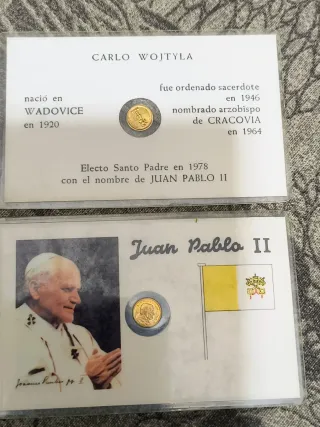 CARLO WOJTYLA
nació en
WADOVICE
en 1920
fue ordenado sacerdote
en 1946
nombrado arzobispo
de CRACOVIA
en 1964
Electo Santo Padre en 1978
con el nombre de JUAN PABLO II
Juan Pablo II